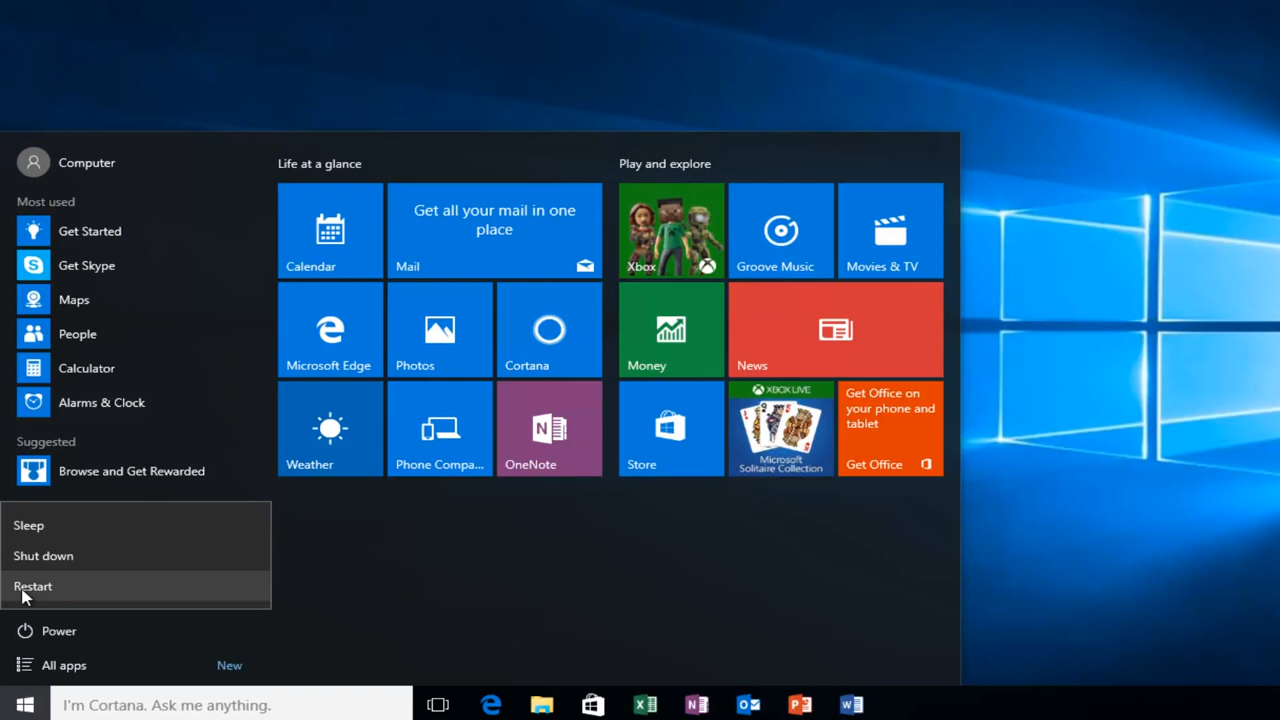 Computer
Most used
Get Started
Get Skype
Maps
People
Calculator
Alarms & Clock
Suggested
Browse and Get Rewarded
Sleep
Shut down
Restart
Power
All apps New
Life at a glance
Calendar
Get all your mail in one
place
Mail
Microsoft Edge
Photos
Cortana
Weather
Phone Compa...
OneNote
Play and explore
Xbox
Groove Music
Movies & TV
Money
News
Store
XBOX LIVE
Microsoft
Solitaire Collection
Get Office on
your phone and
tablet
Get Office
I'm Cortana. Ask me anything.